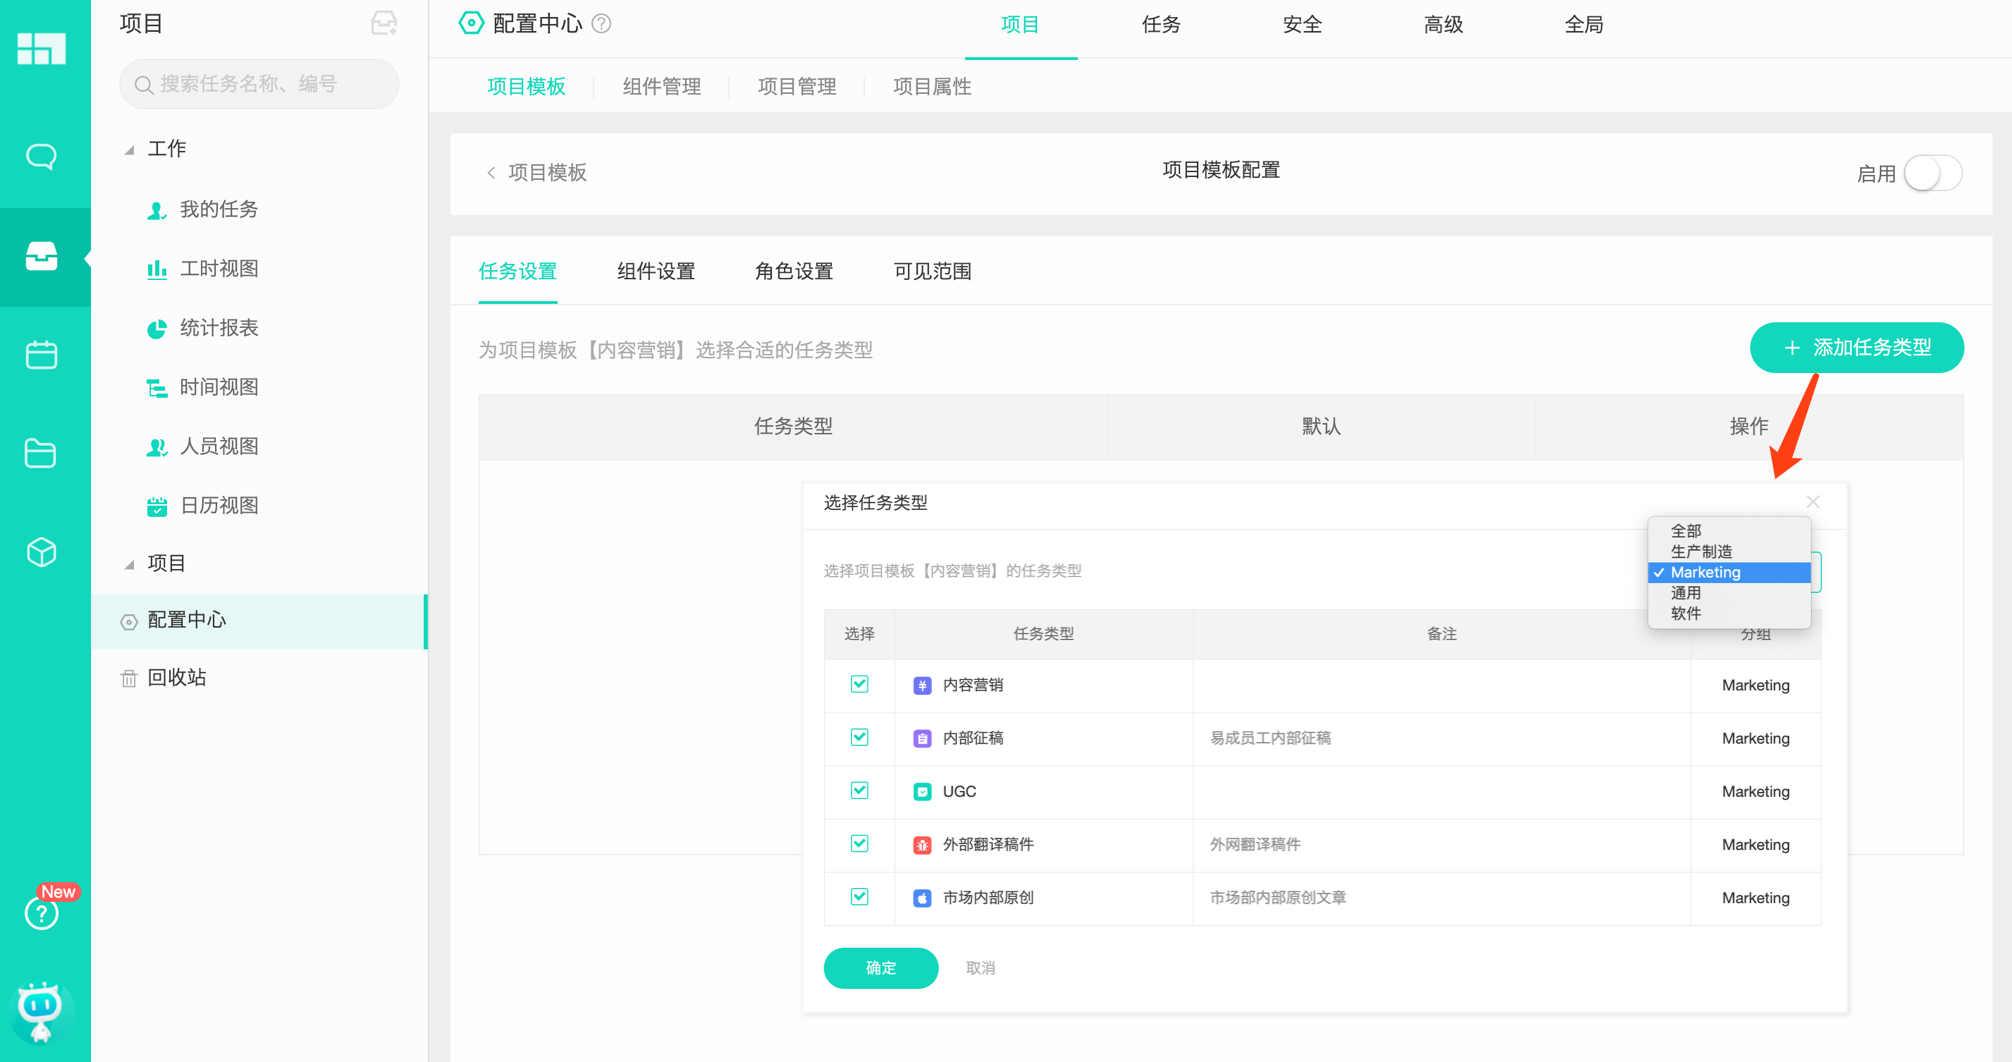 项目
搜索任务名称、编号
工作
我的任务
工时视图
统计报表
时间视图
人员视图
日历视图
项目
配置中心
回收站
New
?
配置中心 ?
项目
任务
安全
高级
全局
项目模板
组件管理
项目管理
项目属性
< 项目模板
项目模板配置
启用
任务设置
组件设置
角色设置
可见范围
为项目模板【内容营销】选择合适的任务类型
+ 添加任务类型
任务类型 默认 操作
选择任务类型
选择项目模板【内容营销】的任务类型
全部
生产制造
✓ Marketing
通用
软件
选择 任务类型 备注 分组
¥ 内容营销 Marketing
内部征稿 易成员工内部征稿 Marketing
UGC Marketing
外部翻译稿件 外网翻译稿件 Marketing
市场内部原创 市场部内部原创文章 Marketing
确定 取消